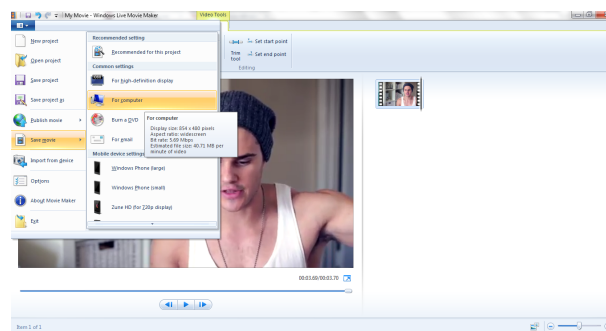 My Movie - Windows Live Movie Maker
Video Tools
New project
Open project
Save project
Save project as
Publish movie
Save movie
Import from device
Options
About Movie Maker
Exit
Recommended setting
Recommended for this project
Common settings
For high-definition display
For computer
Burn a DVD
For email
Mobile device settings
Windows Phone (large)
Windows Phone (small)
Zune HD (for 720p display)
For computer
Display size: 854 x 480 pixels
Aspect ratio: widescreen
Bit rate: 5.69 Mbps
Estimated file size: 40.71 MB per
minute of video
Trim
tool
Set start point
Set end point
Editing
00:03.69/00:03.70
Item 1 of 1